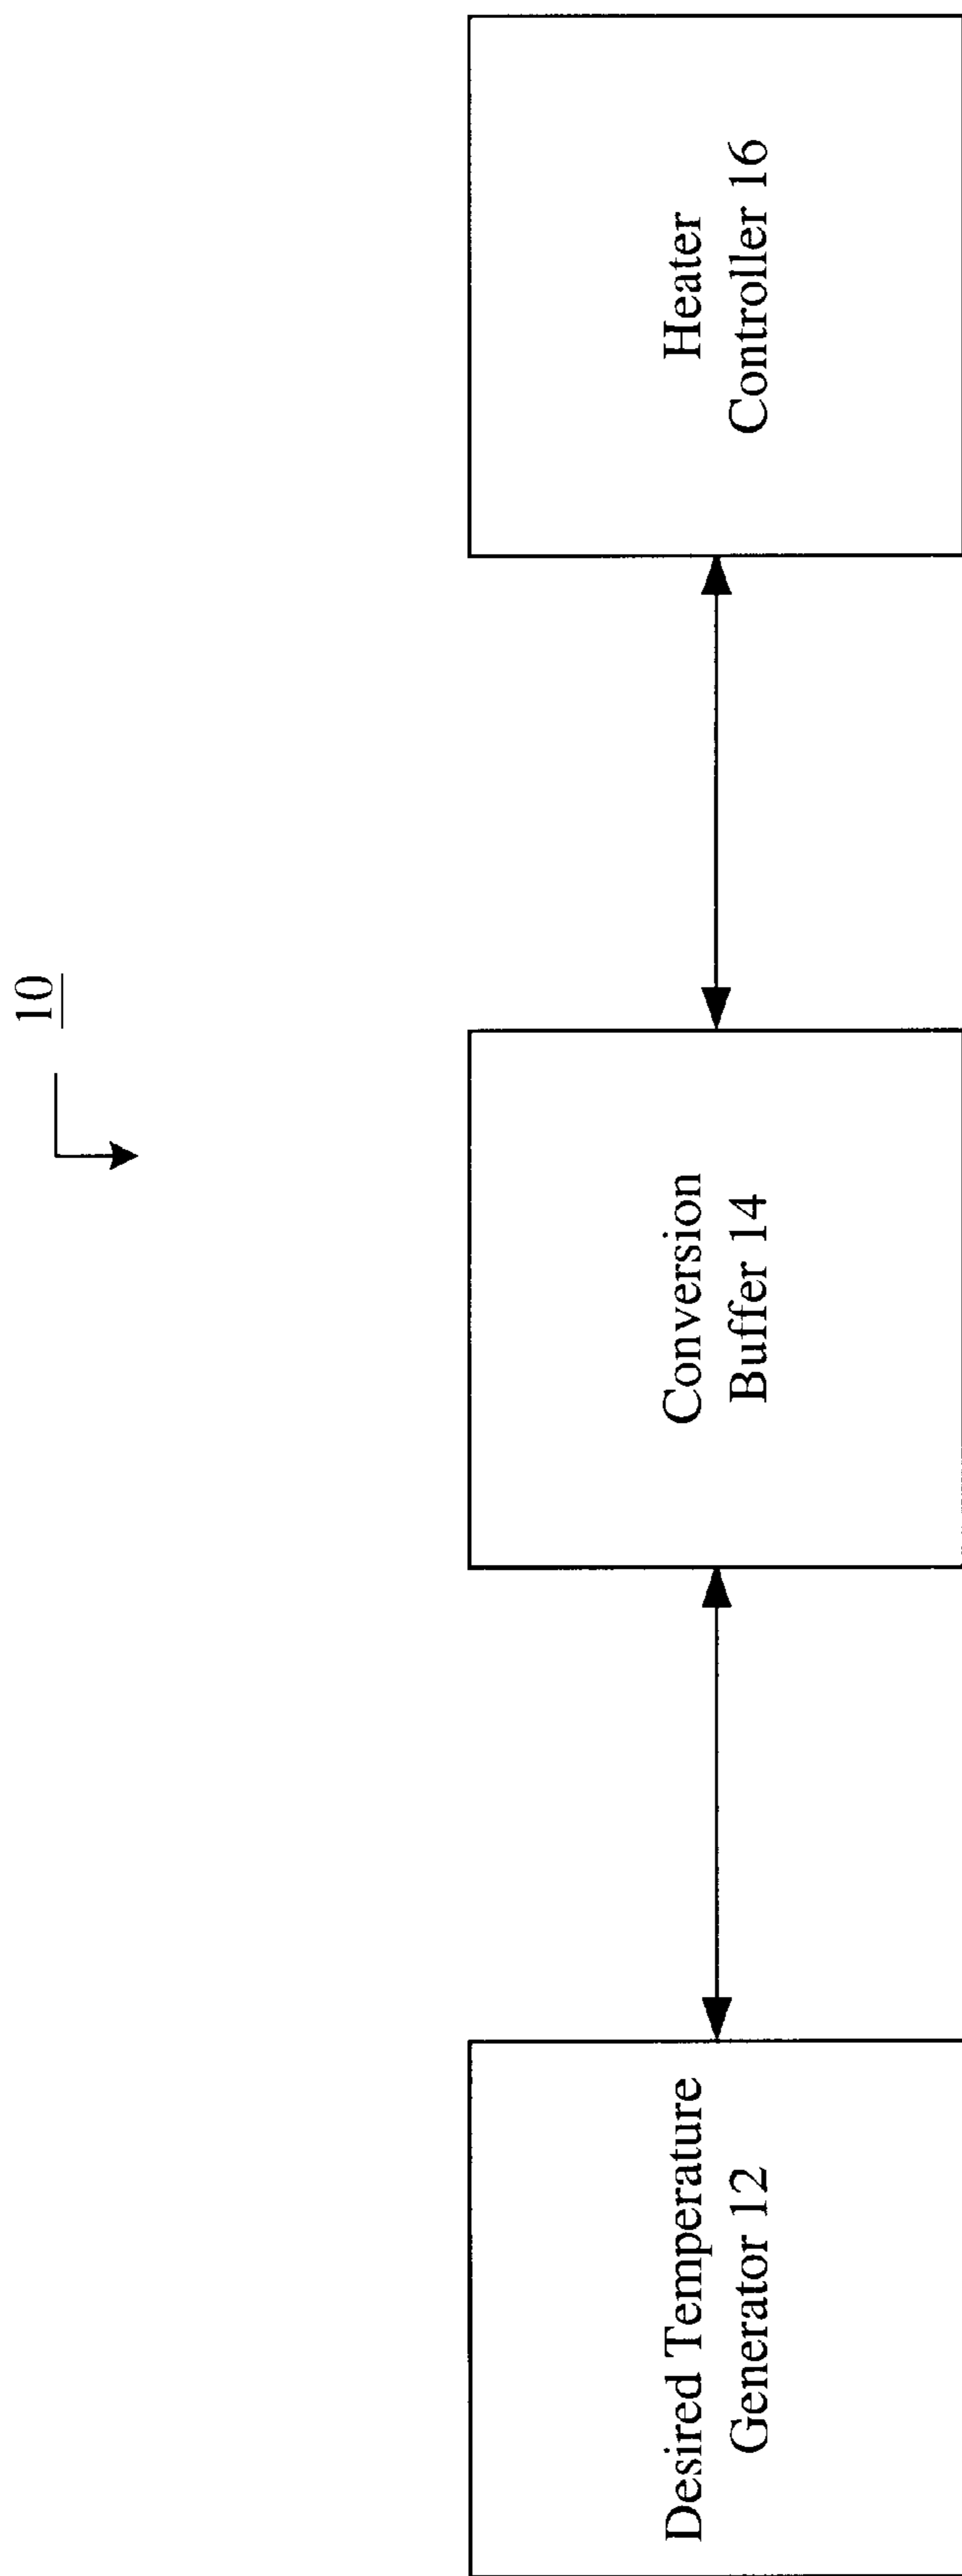 10
Desired Temperature
Generator 12
Conversion
Buffer 14
Heater
Controller 16